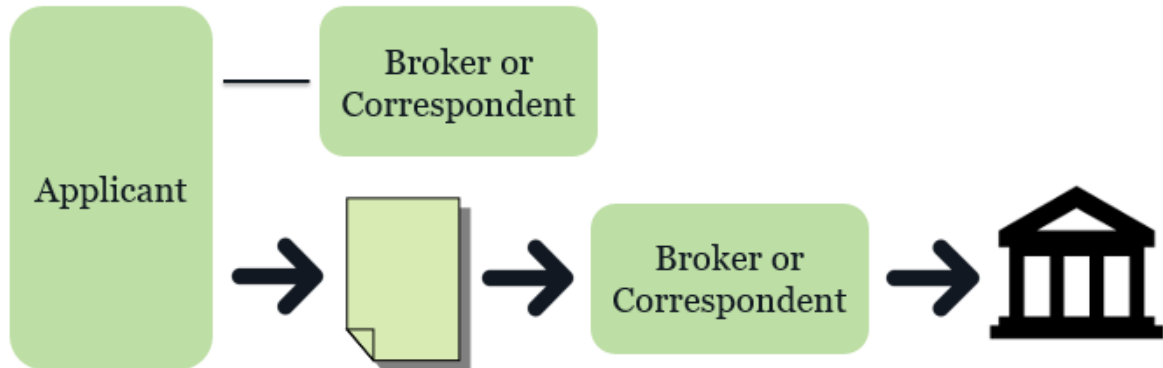 Applicant
Broker or
Correspondent
Broker or
Correspondent